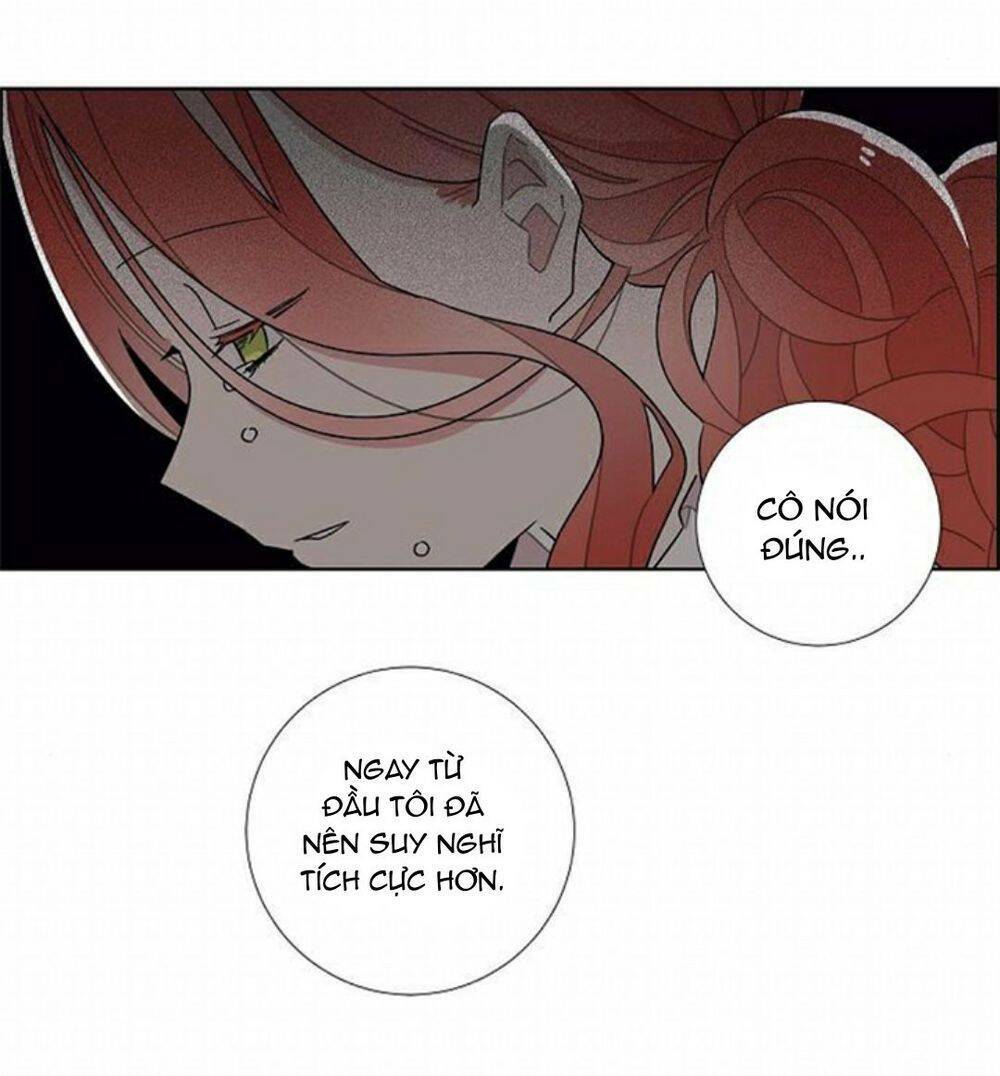 CÔ NÓI
ĐÚNG..
NGAY TỪ
ĐẦU TÔI ĐÃ
NÊN SUY NGHĨ
TÍCH CỰC HƠN.